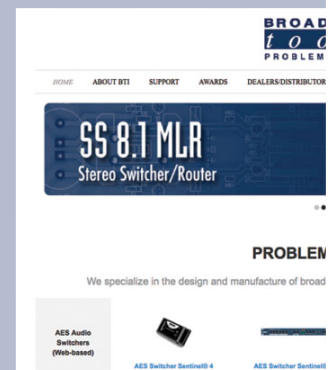 BROAD
too
PROBLEM
HOME ABOUT BTI SUPPORT AWARDS DEALERS/DISTRIBUTOR
SS 8.1 MLR
Stereo Switcher/Router
PROBLEM
We specialize in the design and manufacture of broad
AES Audio
Switchers
(Web-based)
AES Switcher Sentinel® 4 AES Switcher Sentinel®